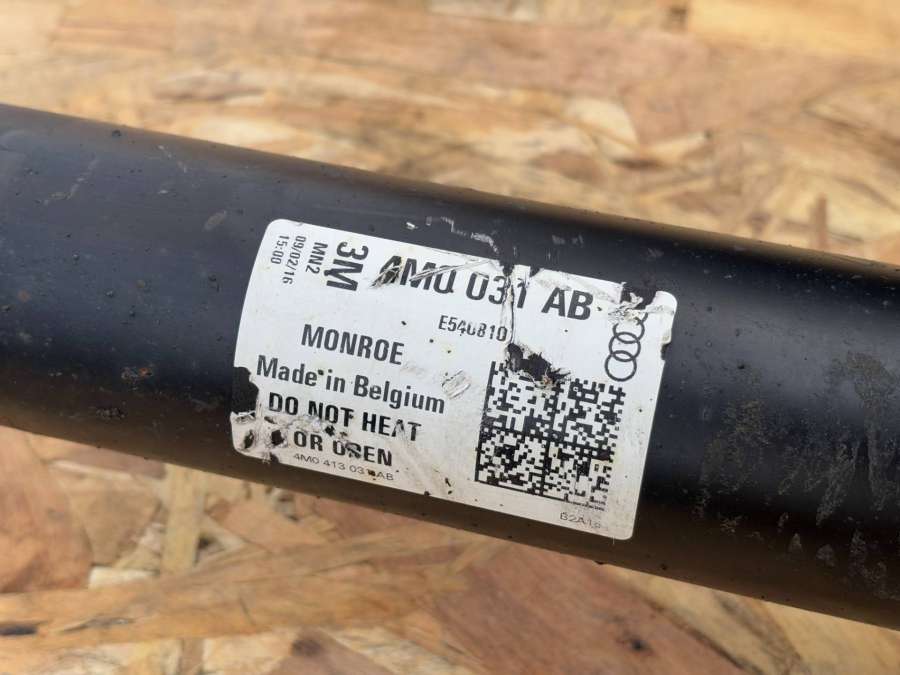 09/02/16
15:00
MN2
3M
4M0 031 AB
E540810
MONROE
Made in Belgium
DO NOT HEAT
OR OPEN
4M0 413 031 AB